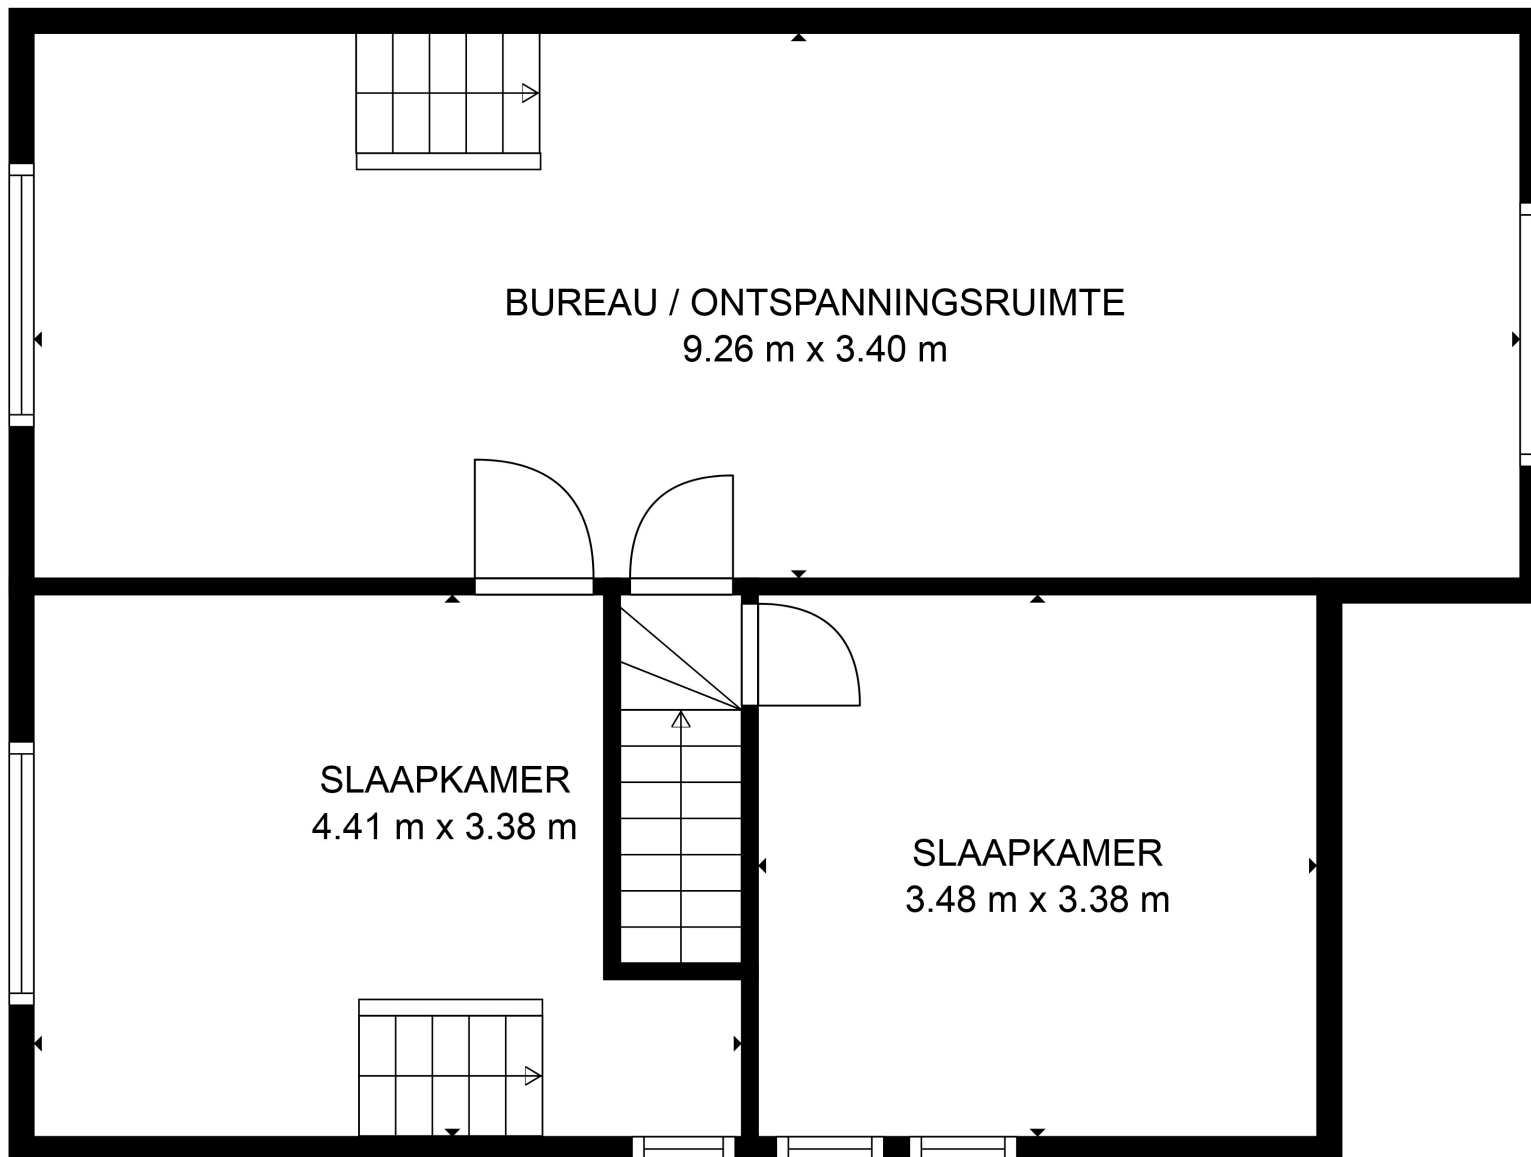 BUREAU / ONTSPANNINGSRUIMTE
9.26 m x 3.40 m
SLAAPKAMER
4.41 m x 3.38 m
SLAAPKAMER
3.48 m x 3.38 m